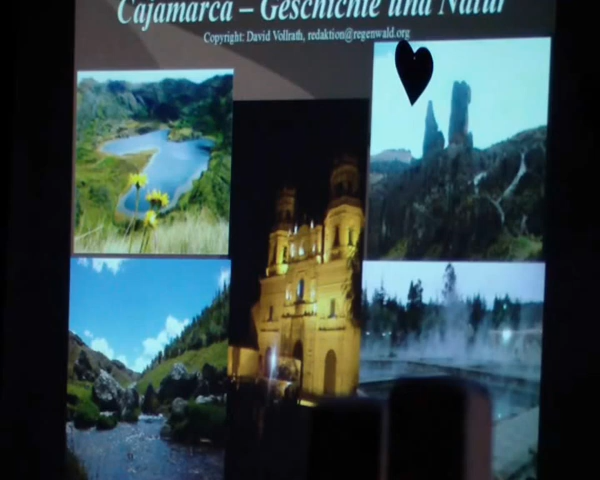 Cajamarca – Geschichte und Natur
Copyright: David Vollrath, redaktion@regenwald.org